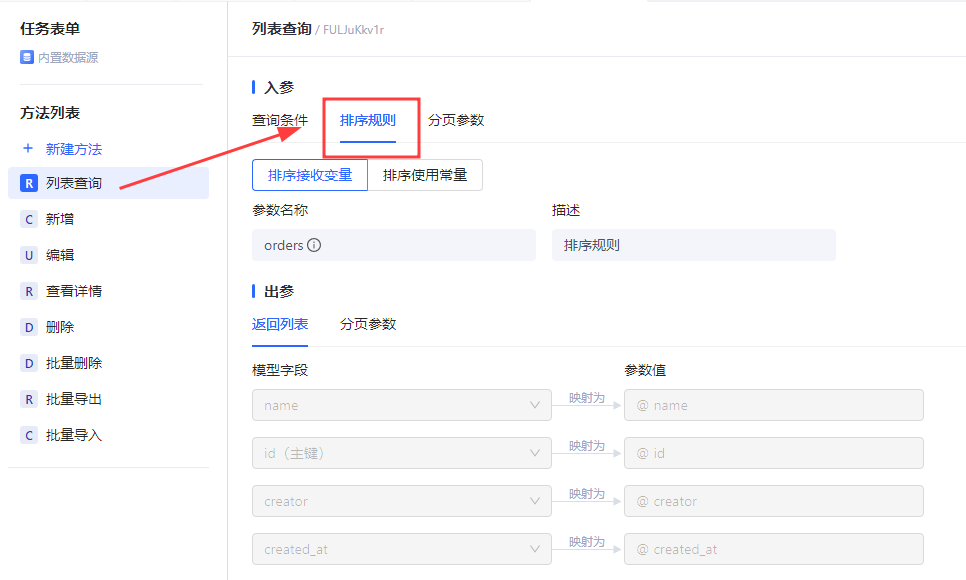 任务表单
内置数据源
方法列表
+ 新建方法
R 列表查询
C 新增
U 编辑
R 查看详情
D 删除
D 批量删除
R 批量导出
C 批量导入
列表查询 / FULJuKkv1r
入参
查询条件 排序规则 分页参数
排序接收变量 排序使用常量
参数名称 描述
orders 排序规则
出参
返回列表 分页参数
模型字段 参数值
name 映射为 @ name
id（主键） 映射为 @ id
creator 映射为 @ creator
created_at 映射为 @ created_at